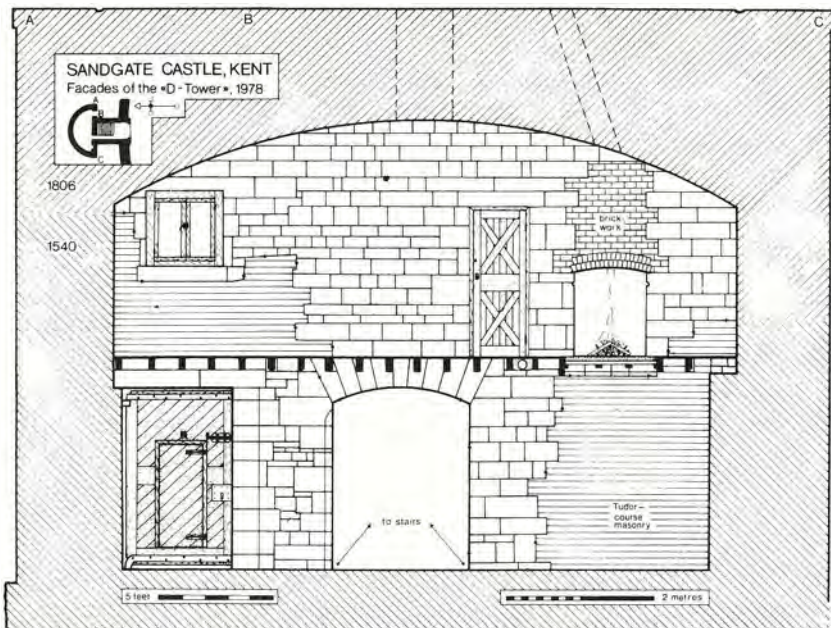 A
B
C
SANDGATE CASTLE, KENT
Facades of the «D-Tower», 1978
A
B
C
1806
1540
brick
work
to stairs
Tudor-
course
masonry
5 feet
2 metres